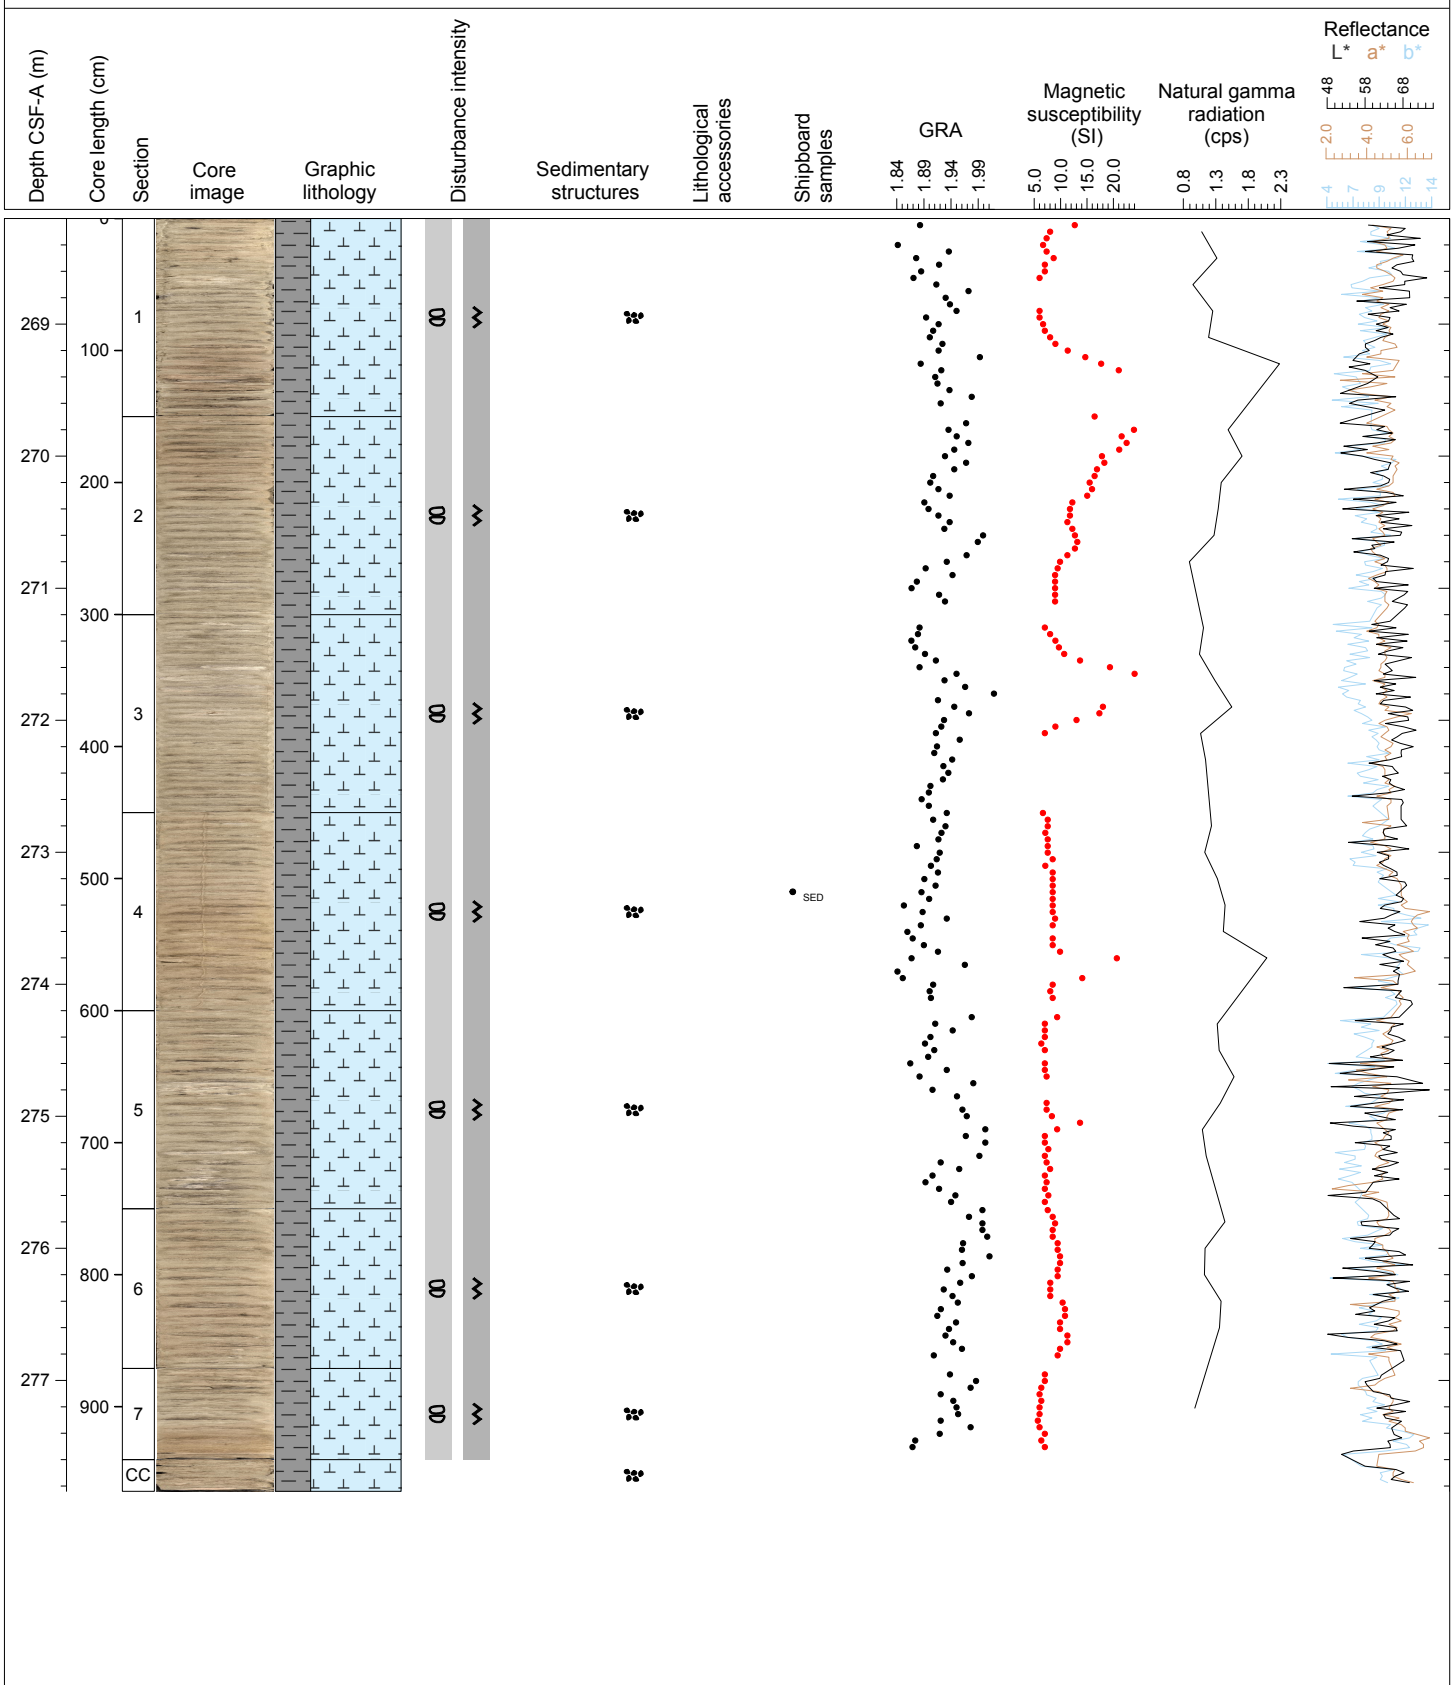 Depth CSF-A (m)
Core length (cm)
Section
Core
image
Graphic
lithology
Disturbance intensity
Sedimentary
structures
Lithological
accessories
Shipboard
samples
GRA
1.84 1.89 1.94 1.99
Magnetic
susceptibility
(SI)
5.0 10.0 15.0 20.0
Natural gamma
radiation
(cps)
0.8 1.3 1.8 2.3
Reflectance
L* a* b*
48 58 68
2.0 4.0 6.0
4 7 9 12 14
0
269
1
100
270
200
2
271
300
272
3
400
273
500
SED
4
274
600
275
5
700
276
800
6
277
900
7
CC